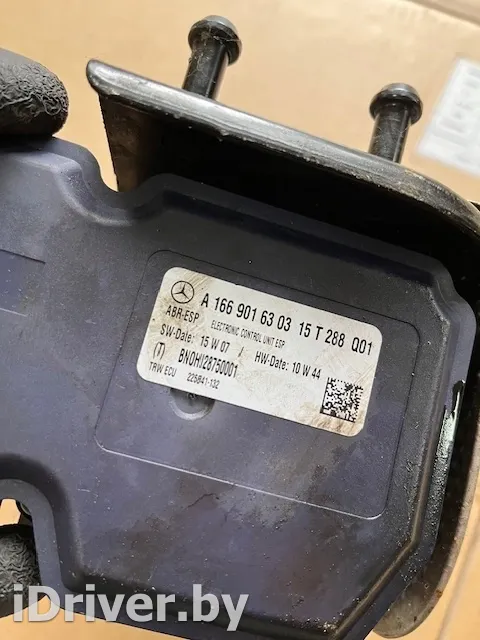 A 166 901 63 03 15 T 288 Q01
ABR-ESP ELECTRONIC CONTROL UNIT ESP
SW-Date: 15 W 07 / HW-Date: 10 W 44
(T) BNOHI28750001
TRW ECU 225841-132
iDriver.by